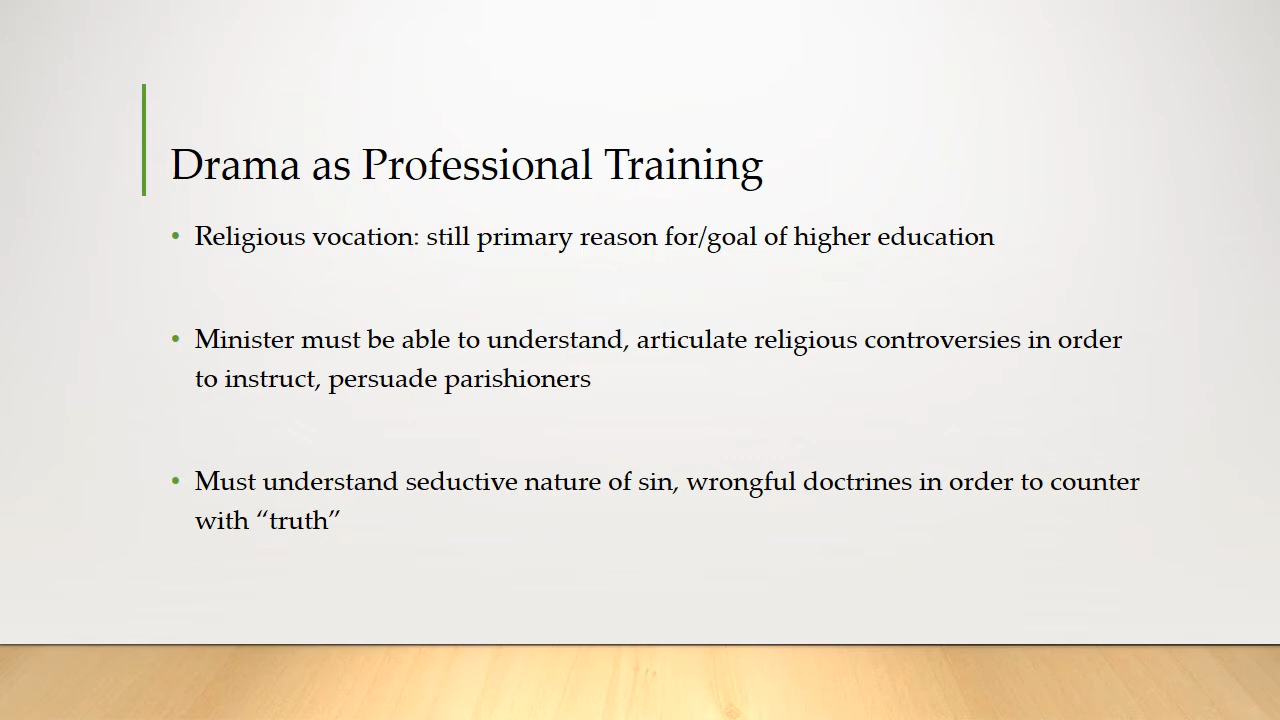 Drama as Professional Training
• Religious vocation: still primary reason for/goal of higher education
• Minister must be able to understand, articulate religious controversies in order
to instruct, persuade parishioners
• Must understand seductive nature of sin, wrongful doctrines in order to counter
with “truth”